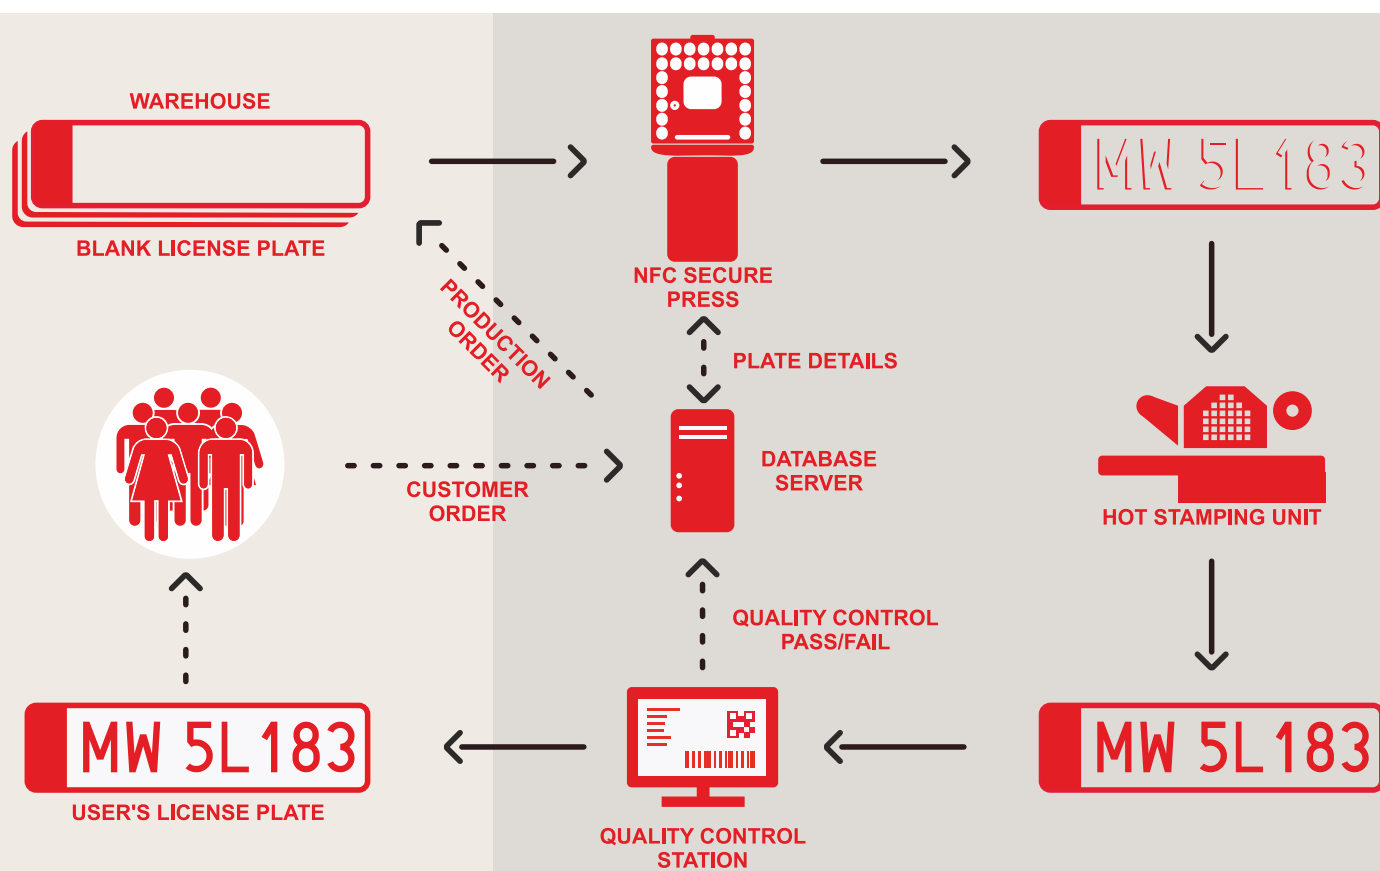 WAREHOUSE
BLANK LICENSE PLATE
NFC SECURE
PRESS
MW 5L183
PRODUCTION
ORDER
PLATE DETAILS
CUSTOMER
ORDER
DATABASE
SERVER
HOT STAMPING UNIT
QUALITY CONTROL
PASS/FAIL
MW 5L183
USER'S LICENSE PLATE
QUALITY CONTROL
STATION
MW 5L183